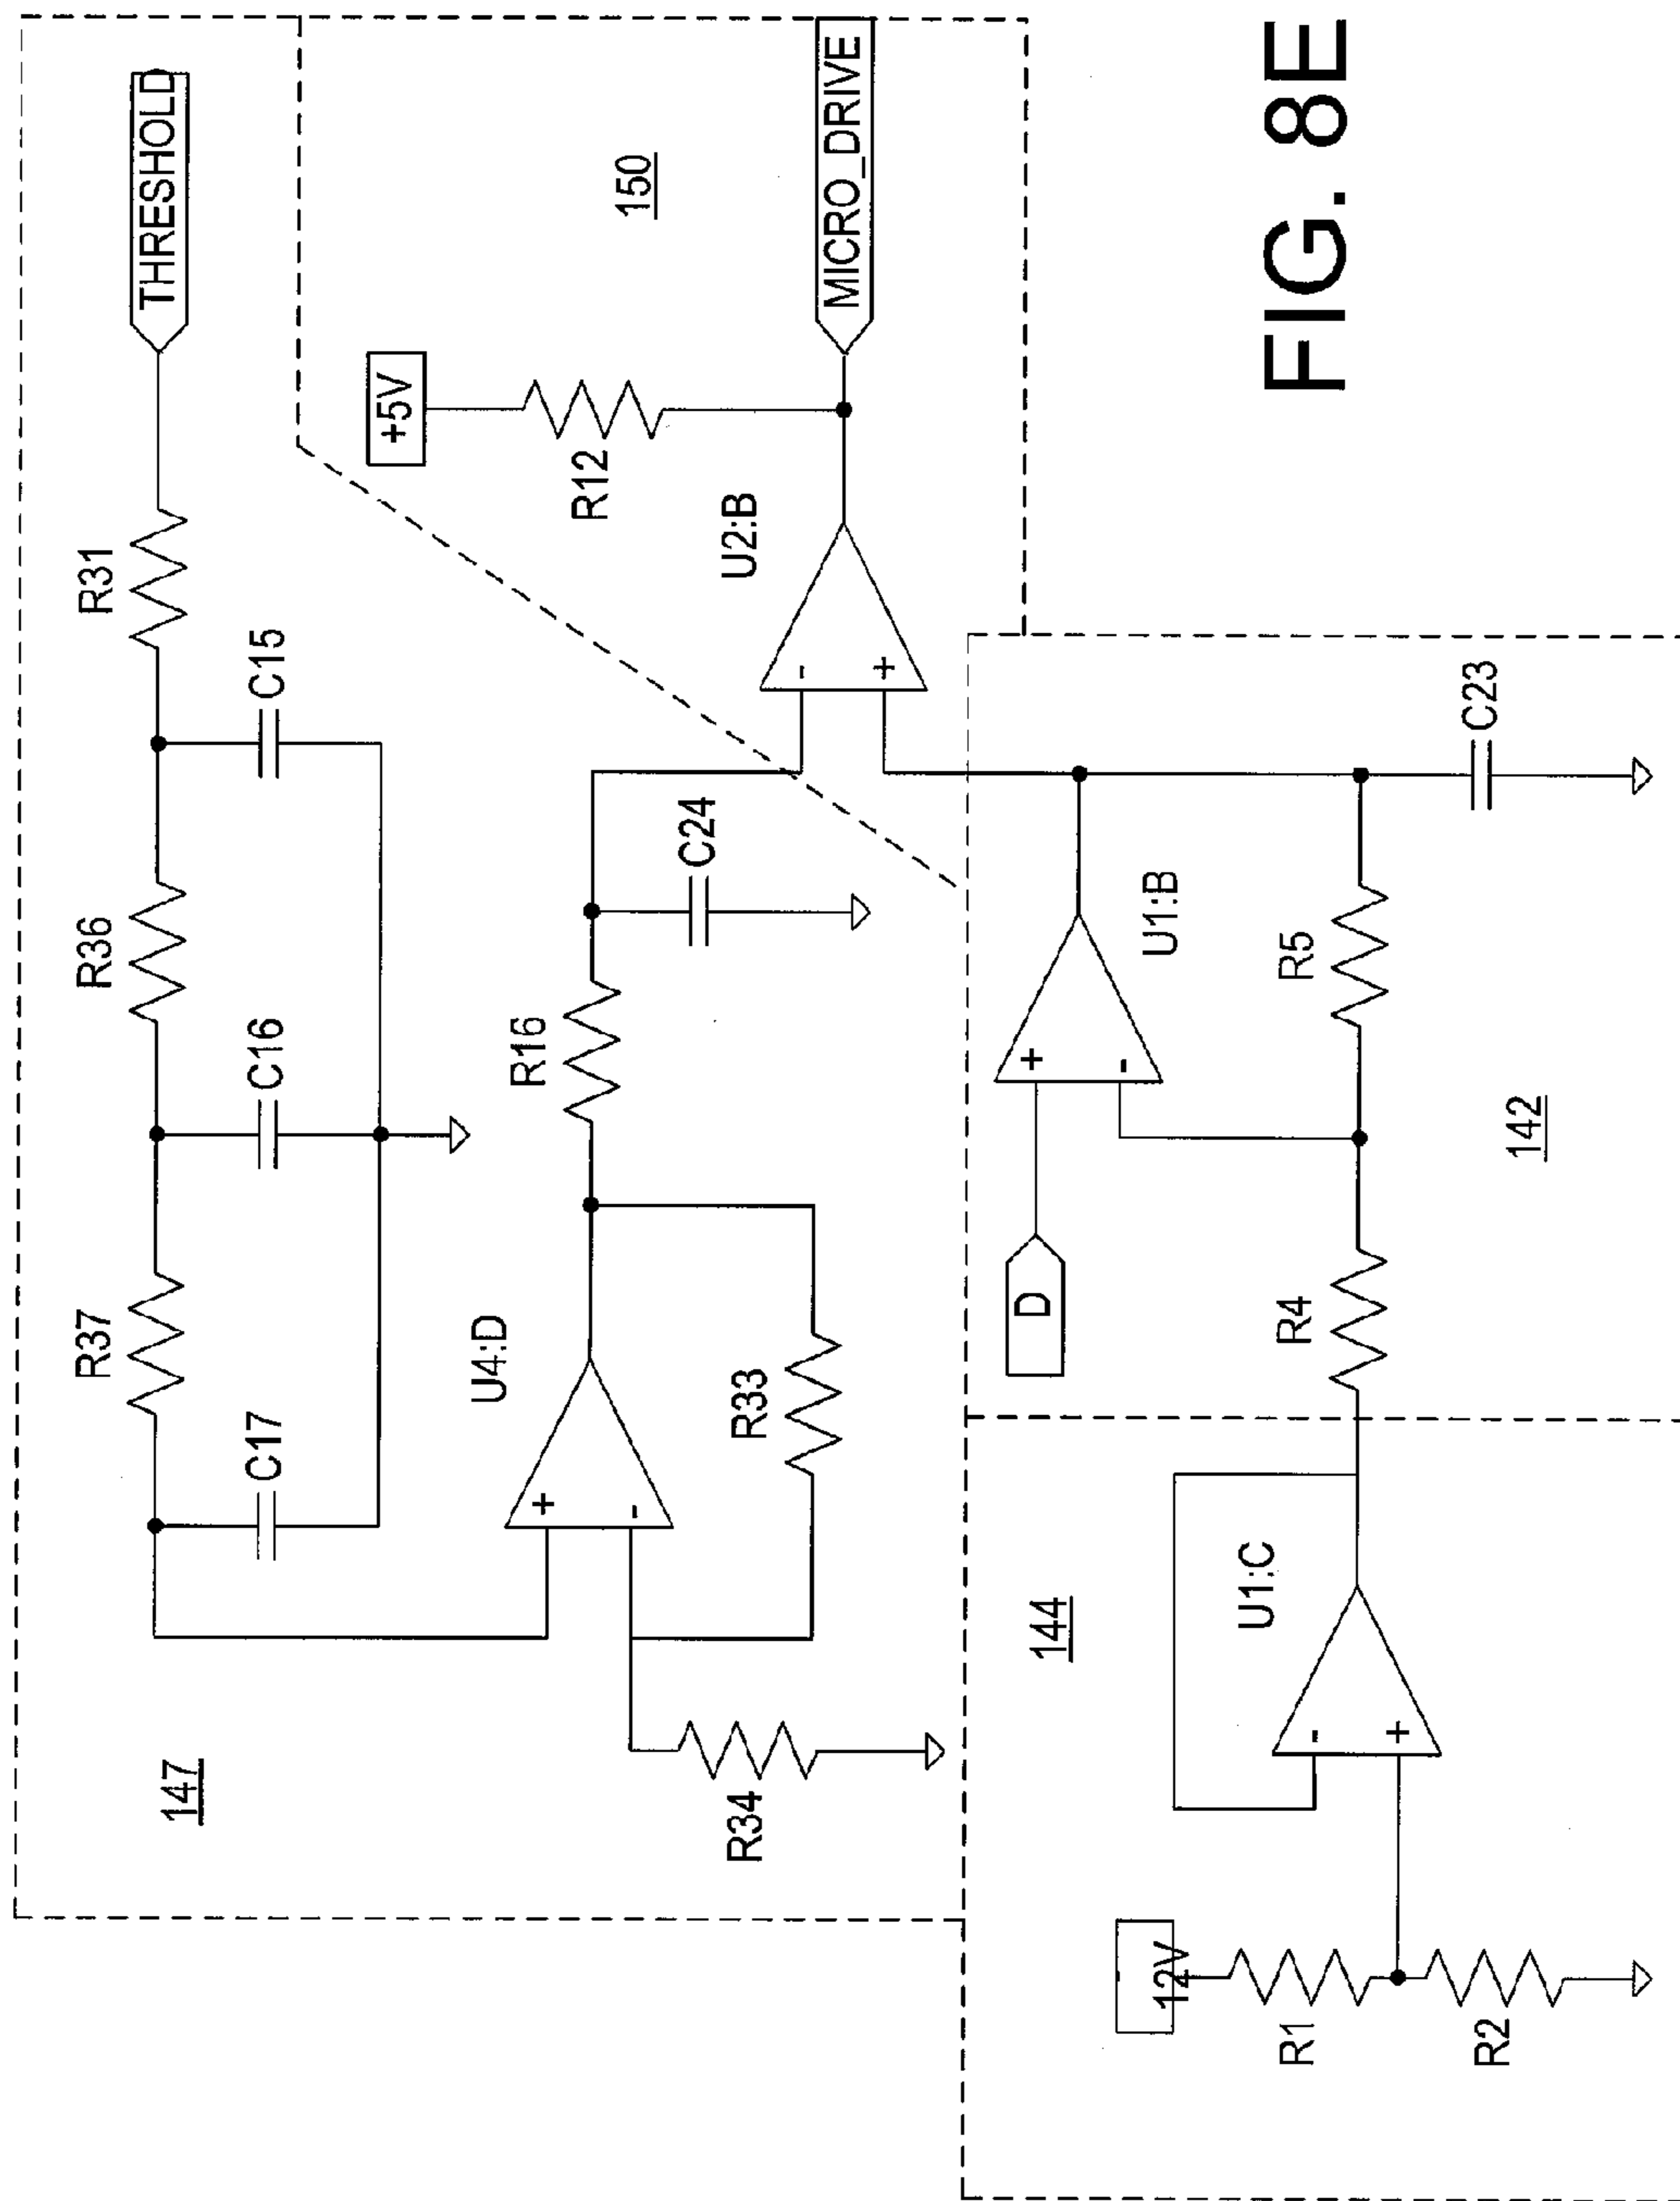 THRESHOLD
R31
C15
R36
C16
R37
C17
147
+5V
R12
150
MICRO_DRIVE
U2:B
C24
R16
U4:D
R33
R34
FIG. 8E
C23
U1:B
R5
142
D
R4
144
U1:C
12V
R1
R2
+
-
-
+
+
-
-
+